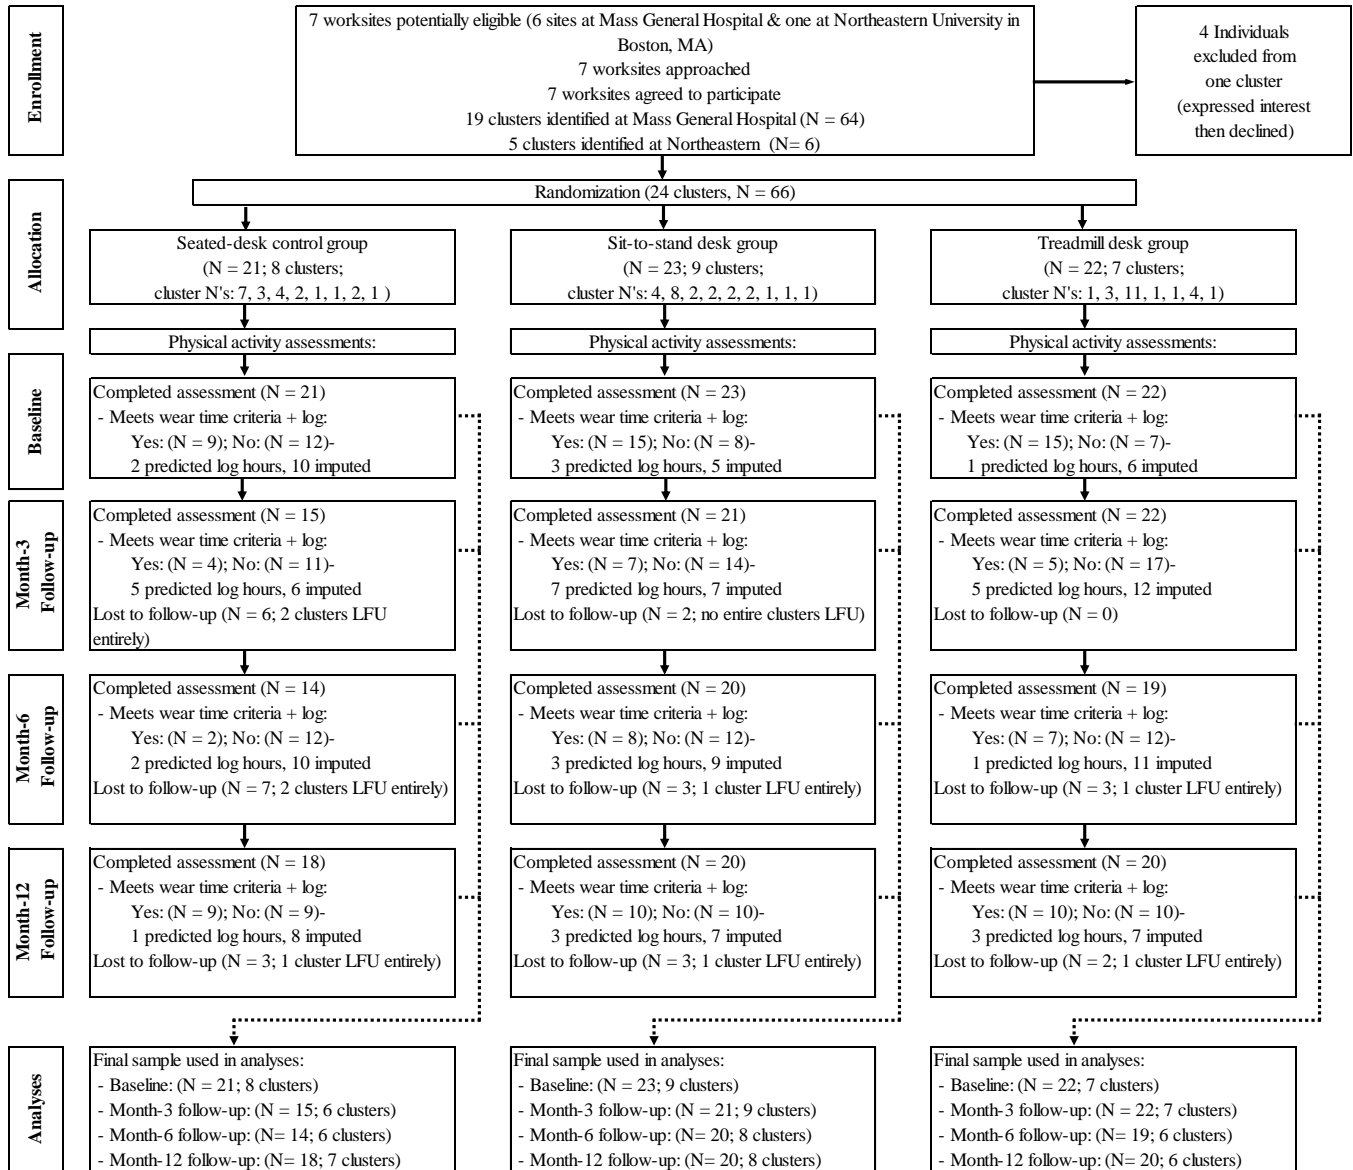 Enrollment
7 worksites potentially eligible (6 sites at Mass General Hospital & one at Northeastern University in
Boston, MA)
7 worksites approached
7 worksites agreed to participate
19 clusters identified at Mass General Hospital (N = 64)
5 clusters identified at Northeastern  (N= 6)
4 Individuals
excluded from
one cluster
(expressed interest
then declined)
Allocation
Randomization (24 clusters, N = 66)
Seated-desk control group
(N = 21; 8 clusters;
cluster N's: 7, 3, 4, 2, 1, 1, 2, 1 )
Sit-to-stand desk group
(N = 23; 9 clusters;
cluster N's: 4, 8, 2, 2, 2, 2, 1, 1, 1)
Treadmill desk group
(N = 22; 7 clusters;
cluster N's: 1, 3, 11, 1, 1, 4, 1)
Physical activity assessments:
Physical activity assessments:
Physical activity assessments:
Baseline
Completed assessment (N = 21)
- Meets wear time criteria + log:
Yes: (N = 9); No: (N = 12)-
2 predicted log hours, 10 imputed
Completed assessment (N = 23)
- Meets wear time criteria + log:
Yes: (N = 15); No: (N = 8)-
3 predicted log hours, 5 imputed
Completed assessment (N = 22)
- Meets wear time criteria + log:
Yes: (N = 15); No: (N = 7)-
1 predicted log hours, 6 imputed
Month-3
Follow-up
Completed assessment (N = 15)
- Meets wear time criteria + log:
Yes: (N = 4); No: (N = 11)-
5 predicted log hours, 6 imputed
Lost to follow-up (N = 6; 2 clusters LFU
entirely)
Completed assessment (N = 21)
- Meets wear time criteria + log:
Yes: (N = 7); No: (N = 14)-
7 predicted log hours, 7 imputed
Lost to follow-up (N = 2; no entire clusters LFU)
Completed assessment (N = 22)
- Meets wear time criteria + log:
Yes: (N = 5); No: (N = 17)-
5 predicted log hours, 12 imputed
Lost to follow-up (N = 0)
Month-6
Follow-up
Completed assessment (N = 14)
- Meets wear time criteria + log:
Yes: (N = 2); No: (N = 12)-
2 predicted log hours, 10 imputed
Lost to follow-up (N = 7; 2 clusters LFU entirely)
Completed assessment (N = 20)
- Meets wear time criteria + log:
Yes: (N = 8); No: (N = 12)-
3 predicted log hours, 9 imputed
Lost to follow-up (N = 3; 1 cluster LFU entirely)
Completed assessment (N = 19)
- Meets wear time criteria + log:
Yes: (N = 7); No: (N = 12)-
1 predicted log hours, 11 imputed
Lost to follow-up (N = 3; 1 cluster LFU entirely)
Month-12
Follow-up
Completed assessment (N = 18)
- Meets wear time criteria + log:
Yes: (N = 9); No: (N = 9)-
1 predicted log hours, 8 imputed
Lost to follow-up (N = 3; 1 cluster LFU entirely)
Completed assessment (N = 20)
- Meets wear time criteria + log:
Yes: (N = 10); No: (N = 10)-
3 predicted log hours, 7 imputed
Lost to follow-up (N = 3; 1 cluster LFU entirely)
Completed assessment (N = 20)
- Meets wear time criteria + log:
Yes: (N = 10); No: (N = 10)-
3 predicted log hours, 7 imputed
Lost to follow-up (N = 2; 1 cluster LFU entirely)
Analyses
Final sample used in analyses:
- Baseline: (N = 21; 8 clusters)
- Month-3 follow-up: (N = 15; 6 clusters)
- Month-6 follow-up: (N= 14; 6 clusters)
- Month-12 follow-up: (N= 18; 7 clusters)
Final sample used in analyses:
- Baseline: (N = 23; 9 clusters)
- Month-3 follow-up: (N = 21; 9 clusters)
- Month-6 follow-up: (N= 20; 8 clusters)
- Month-12 follow-up: (N= 20; 8 clusters)
Final sample used in analyses:
- Baseline: (N = 22; 7 clusters)
- Month-3 follow-up: (N = 22; 7 clusters)
- Month-6 follow-up: (N= 19; 6 clusters)
- Month-12 follow-up: (N= 20; 6 clusters)